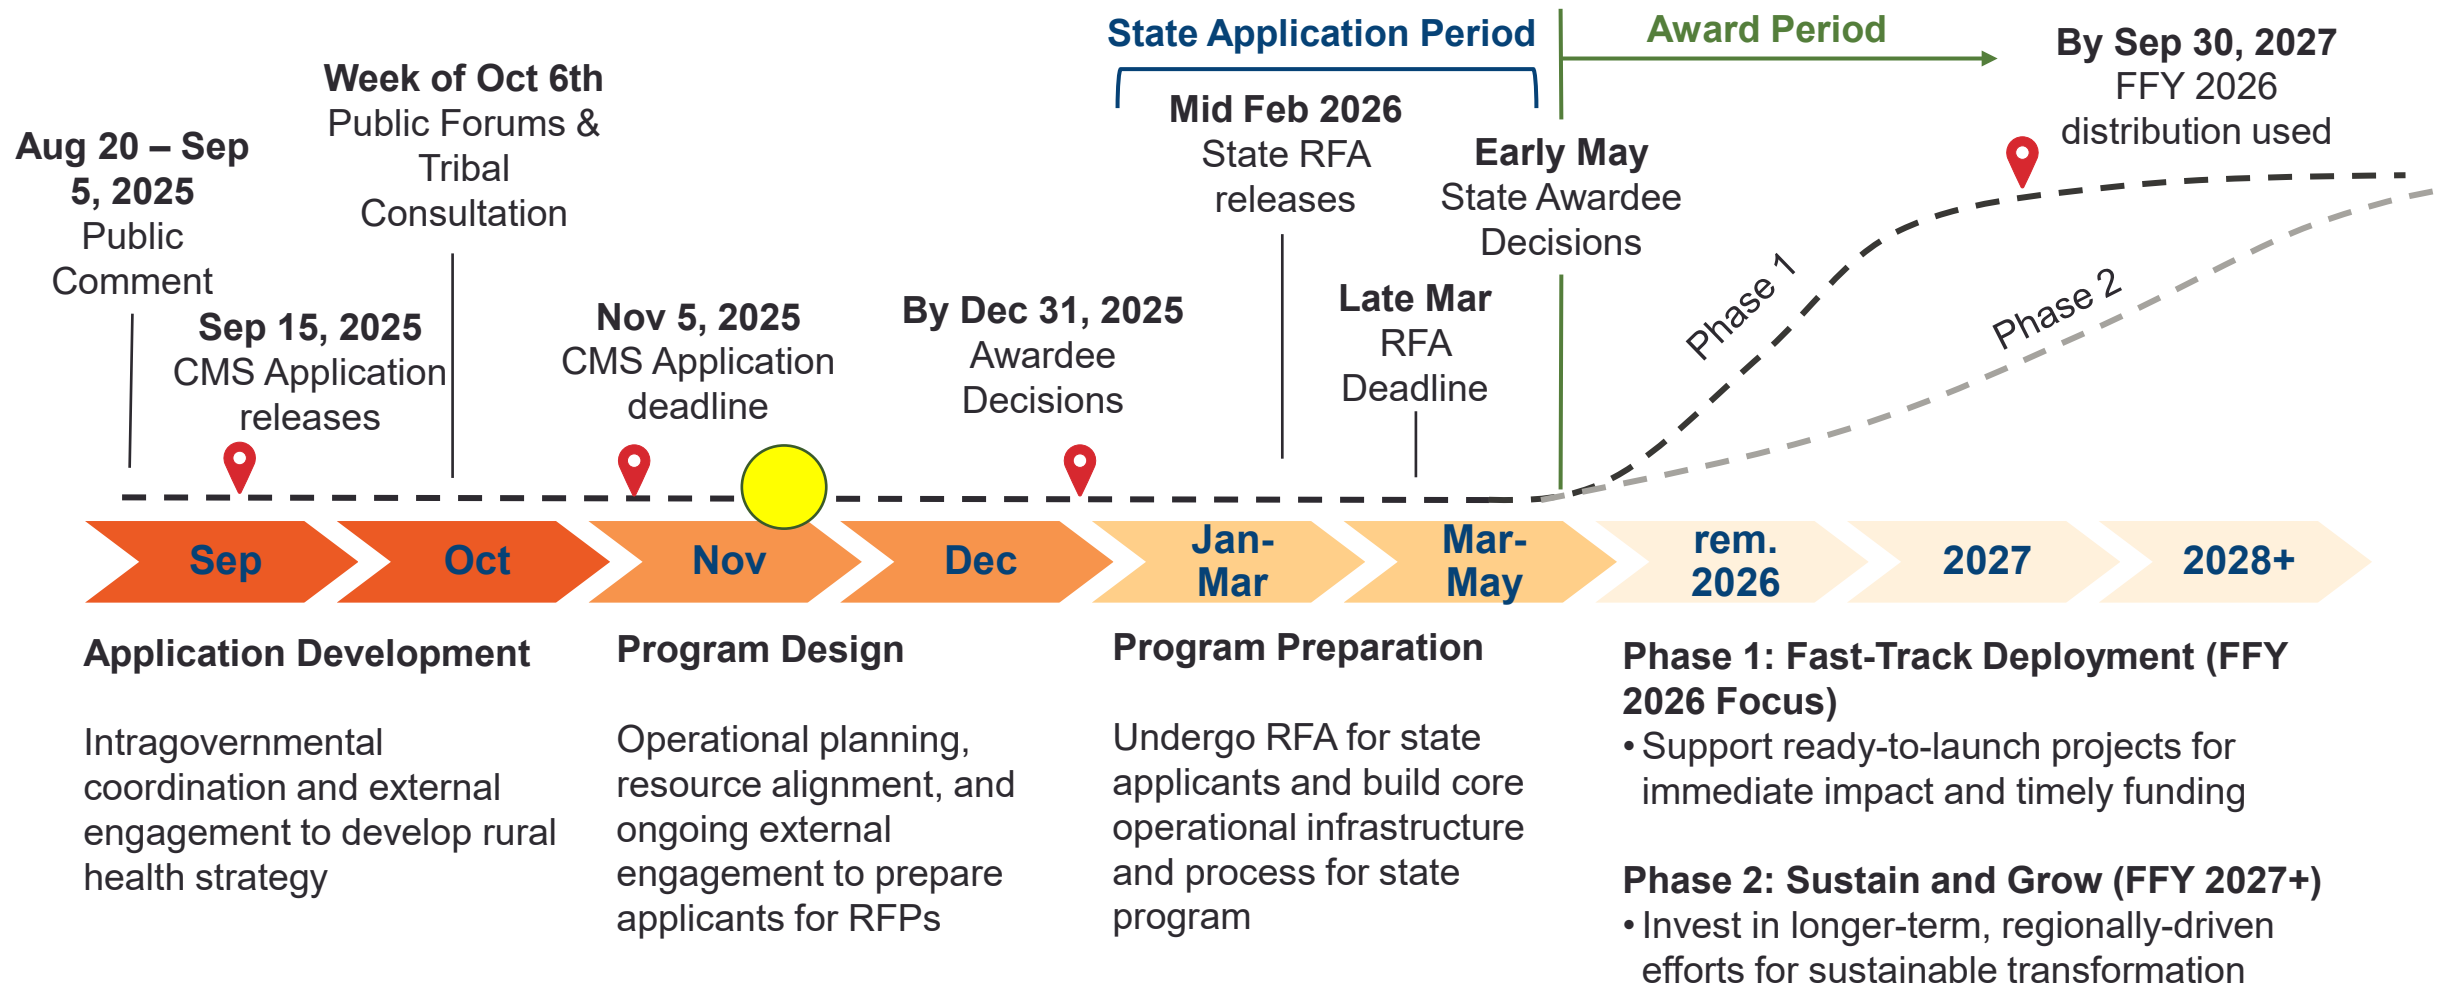 State Application Period
Award Period
Aug 20 – Sep
5, 2025
Public
Comment
Sep 15, 2025
CMS Application
releases
Week of Oct 6th
Public Forums &
Tribal
Consultation
Nov 5, 2025
CMS Application
deadline
By Dec 31, 2025
Awardee
Decisions
Mid Feb 2026
State RFA
releases
Late Mar
RFA
Deadline
Early May
State Awardee
Decisions
By Sep 30, 2027
FFY 2026
distribution used
Phase 1
Phase 2
Sep
Oct
Nov
Dec
Jan-
Mar
Mar-
May
rem.
2026
2027
2028+
Application Development
Intragovernmental
coordination and external
engagement to develop rural
health strategy
Program Design
Operational planning,
resource alignment, and
ongoing external
engagement to prepare
applicants for RFPs
Program Preparation
Undergo RFA for state
applicants and build core
operational infrastructure
and process for state
program
Phase 1: Fast-Track Deployment (FFY
2026 Focus)
• Support ready-to-launch projects for
immediate impact and timely funding
Phase 2: Sustain and Grow (FFY 2027+)
• Invest in longer-term, regionally-driven
efforts for sustainable transformation